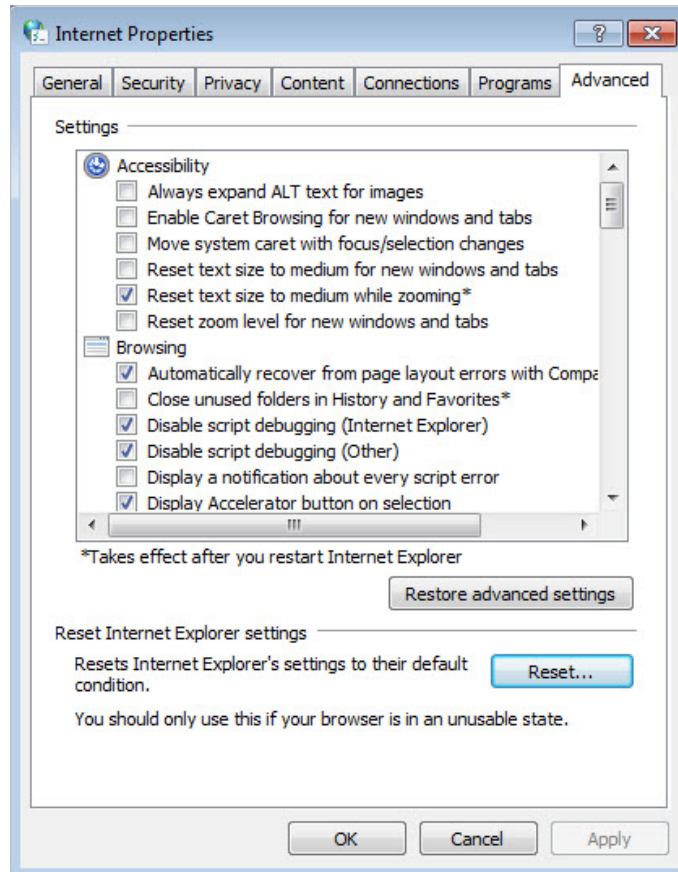 Internet Properties
General Security Privacy Content Connections Programs Advanced
Settings
Accessibility
Always expand ALT text for images
Enable Caret Browsing for new windows and tabs
Move system caret with focus/selection changes
Reset text size to medium for new windows and tabs
Reset text size to medium while zooming*
Reset zoom level for new windows and tabs
Browsing
Automatically recover from page layout errors with Compa
Close unused folders in History and Favorites*
Disable script debugging (Internet Explorer)
Disable script debugging (Other)
Display a notification about every script error
Display Accelerator button on selection
*Takes effect after you restart Internet Explorer
Restore advanced settings
Reset Internet Explorer settings
Resets Internet Explorer's settings to their default
condition.
Reset...
You should only use this if your browser is in an unusable state.
OK Cancel Apply